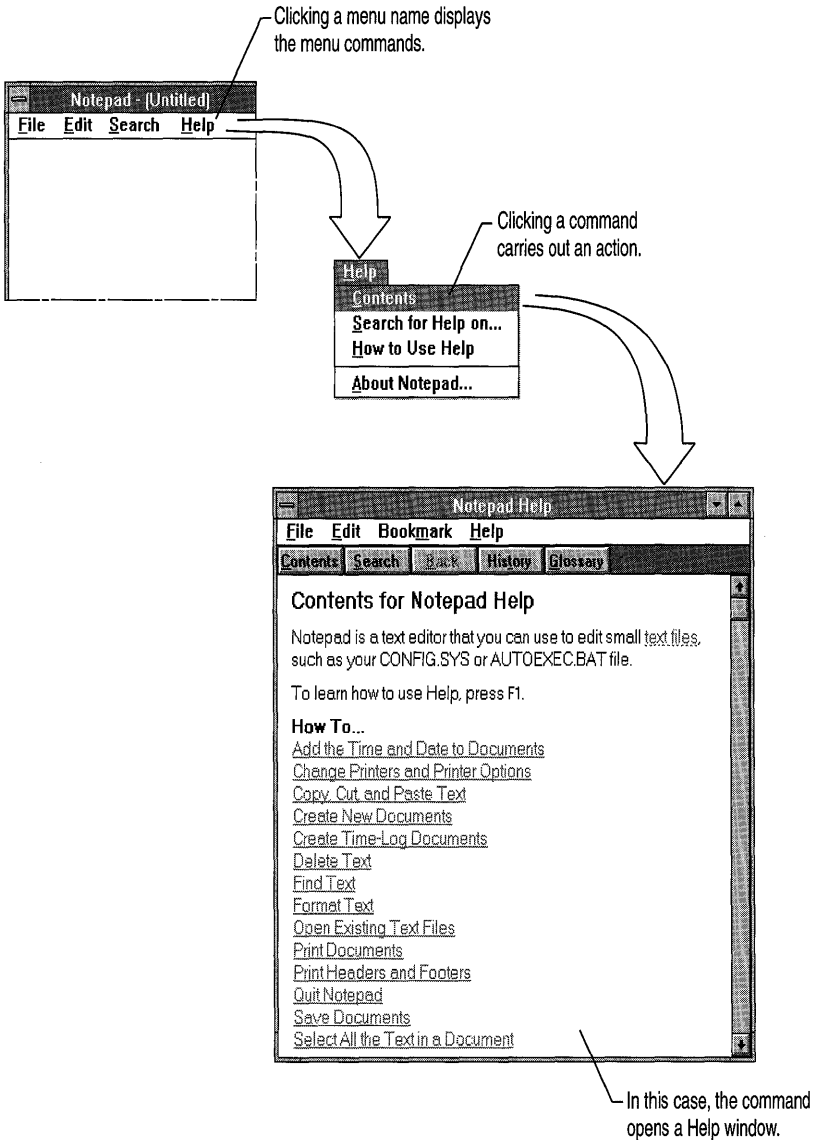 Clicking a menu name displays
the menu commands.
Notepad - (Untitled)
File Edit Search Help
Clicking a command
carries out an action.
Help
Contents
Search for Help on...
How to Use Help
About Notepad...
Notepad Help
File Edit Bookmark Help
Contents Search Back History Glossary
Contents for Notepad Help
Notepad is a text editor that you can use to edit small text files,
such as your CONFIG.SYS or AUTOEXEC.BAT file.
To learn how to use Help, press F1.
How To...
Add the Time and Date to Documents
Change Printers and Printer Options
Copy, Cut, and Paste Text
Create New Documents
Create Time-Log Documents
Delete Text
Find Text
Format Text
Open Existing Text Files
Print Documents
Print Headers and Footers
Quit Notepad
Save Documents
Select All the Text in a Document
In this case, the command
opens a Help window.